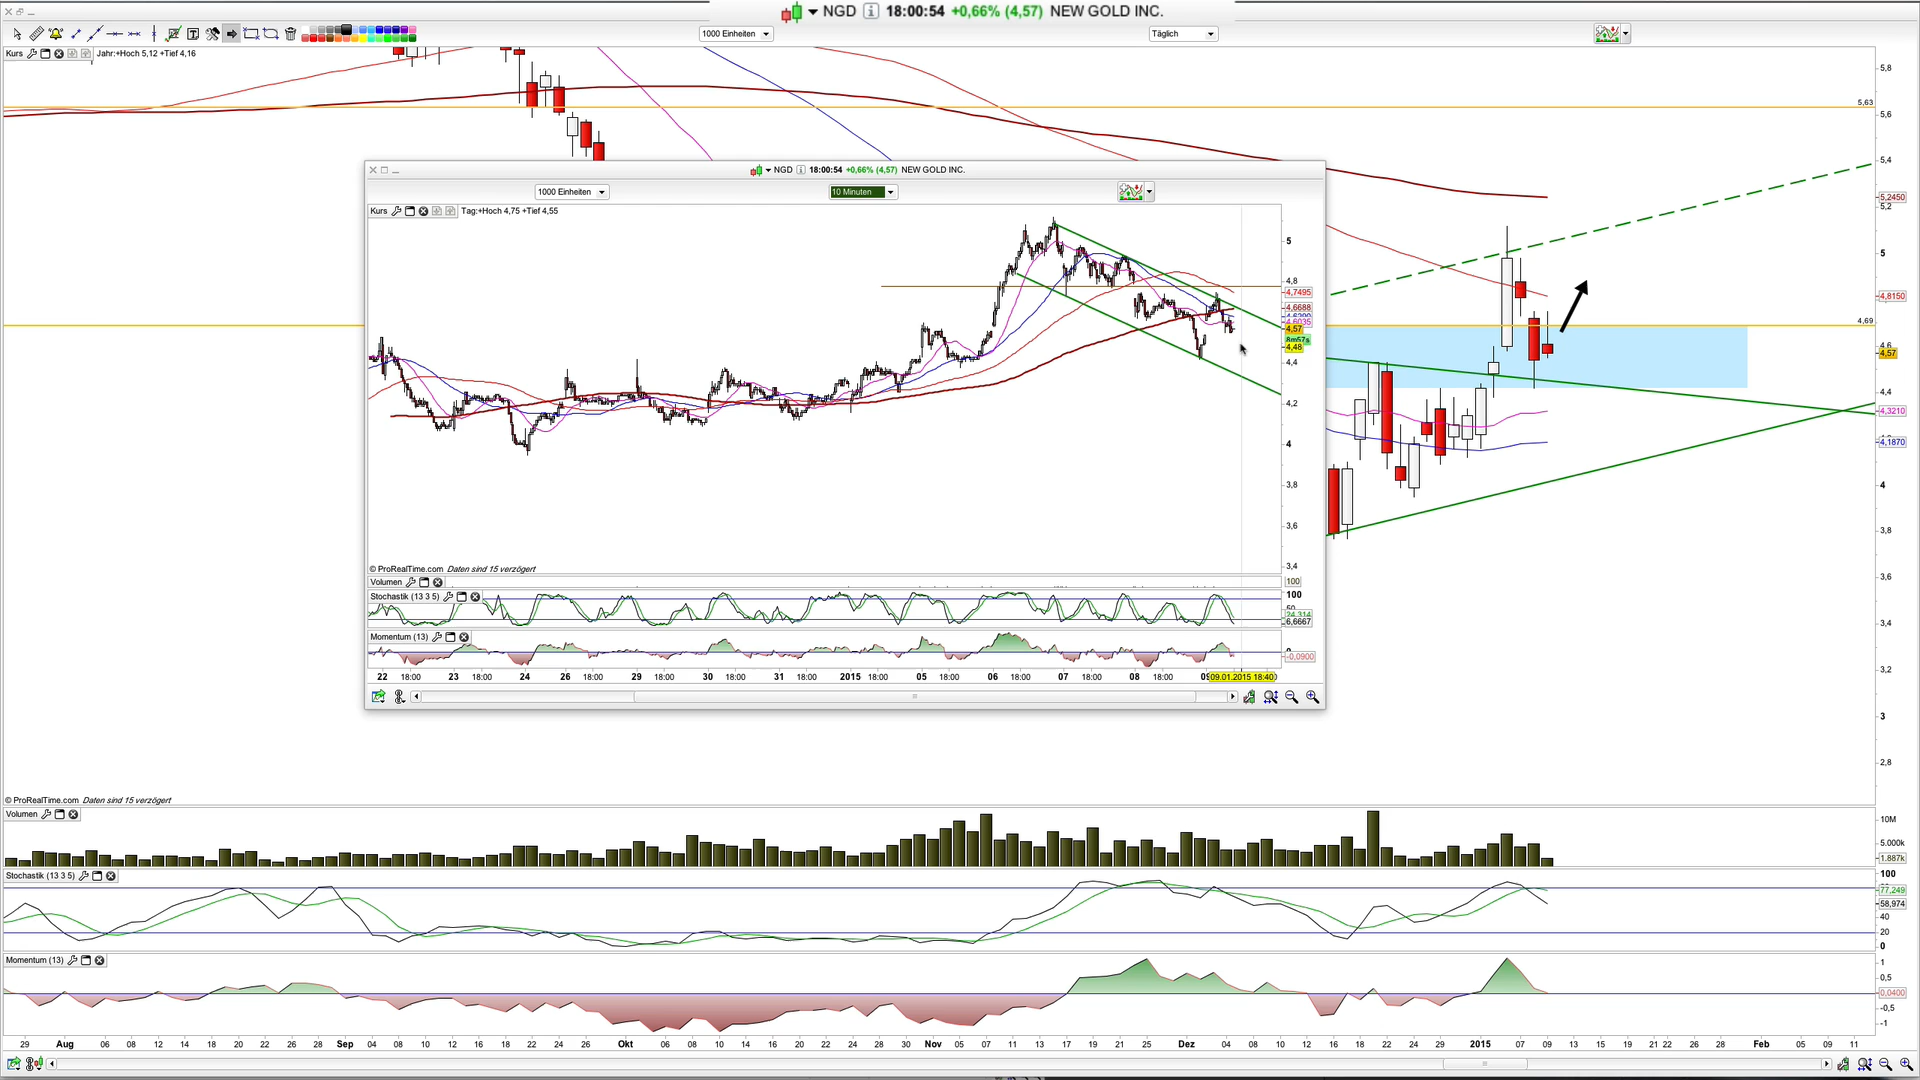 NGD 18:00:54 +0,66% (4,57) NEW GOLD INC.
1000 Einheiten Täglich
Kurs Jahr:+Hoch 5,12 +Tief 4,16
5,8
5,63
5,6
5,4
5,2450
5,2
5
4,8150
4,69
4,6
4,57
4,4
4,3210
4,1870
4
3,8
3,6
3,4
3,2
3
2,8
NGD 18:00:54 +0,66% (4,57) NEW GOLD INC.
1000 Einheiten 10 Minuten
Kurs Tag:+Hoch 4,75 +Tief 4,55
5
4,8
4,7495
4,6688
4,6035
4,57
8m57s
4,48
4,4
4,2
4
3,8
3,6
3,4
© ProRealTime.com Daten sind 15 verzögert
Volumen
100
Stochastik (13 3 5)
100
50
24,314
6,6667
Momentum (13)
0
-0,0900
22 18:00 23 18:00 24 26 18:00 29 18:00 30 18:00 31 18:00 2015 18:00 05 18:00 06 18:00 07 18:00 08 18:00 09 09.01.2015 18:40
© ProRealTime.com Daten sind 15 verzögert
Volumen
10M
5.000k
1.887k
Stochastik (13 3 5)
100
77,249
58,974
40
20
0
Momentum (13)
1
0,5
0,0400
-0,5
-1
29 Aug 06 08 12 14 18 20 22 26 28 Sep 04 08 10 12 16 18 22 24 26 Okt 02 06 08 10 14 16 20 22 24 28 30 Nov 05 07 11 13 17 19 21 25 Dez 04 08 10 12 16 18 22 24 29 2015 07 09 13 15 19 21 22 26 28 Feb 05 09 11